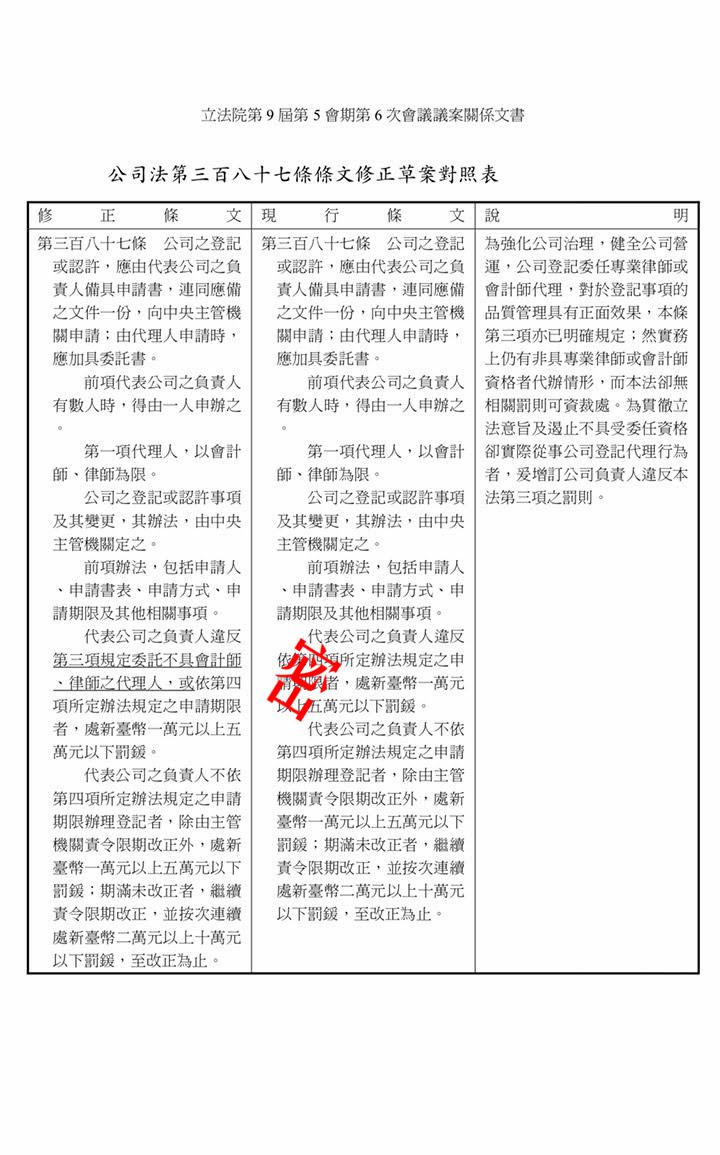 立法院第 9 屆第 5 會期第 6 次會議議案關係文書
公司法第三百八十七條條文修正草案對照表
修正條文
第三百八十七條 公司之登記
或認許，應由代表公司之負
責人備具申請書，連同應備
之文件一份，向中央主管機
關申請；由代理人申請時，
應加具委託書。
前項代表公司之負責人
有數人時，得由一人申辦之
。
第一項代理人，以會計
師、律師為限。
公司之登記或認許事項
及其變更，其辦法，由中央
主管機關定之。
前項辦法，包括申請人
、申請書表、申請方式、申
請期限及其他相關事項。
代表公司之負責人違反
第三項規定委託不具會計師
、律師之代理人，或依第四
項所定辦法規定之申請期限
者，處新臺幣一萬元以上五
萬元以下罰鍰。
代表公司之負責人不依
第四項所定辦法規定之申請
期限辦理登記者，除由主管
機關責令限期改正外，處新
臺幣一萬元以上五萬元以下
罰鍰；期滿未改正者，繼續
責令限期改正，並按次連續
處新臺幣二萬元以上十萬元
以下罰鍰，至改正為止。
現行條文
第三百八十七條 公司之登記
或認許，應由代表公司之負
責人備具申請書，連同應備
之文件一份，向中央主管機
關申請；由代理人申請時，
應加具委託書。
前項代表公司之負責人
有數人時，得由一人申辦之
。
第一項代理人，以會計
師、律師為限。
公司之登記或認許事項
及其變更，其辦法，由中央
主管機關定之。
前項辦法，包括申請人
、申請書表、申請方式、申
請期限及其他相關事項。
代表公司之負責人違反
依第四項所定辦法規定之申
請期限者，處新臺幣一萬元
以上五萬元以下罰鍰。
代表公司之負責人不依
第四項所定辦法規定之申請
期限辦理登記者，除由主管
機關責令限期改正外，處新
臺幣一萬元以上五萬元以下
罰鍰；期滿未改正者，繼續
責令限期改正，並按次連續
處新臺幣二萬元以上十萬元
以下罰鍰，至改正為止。
密
說明
為強化公司治理，健全公司營
運，公司登記委任專業律師或
會計師代理，對於登記事項的
品質管理具有正面效果，本條
第三項亦已明確規定；然實務
上仍有非具專業律師或會計師
資格者代辦情形，而本法卻無
相關罰則可資裁處。為貫徹立
法意旨及遏止不具受委任資格
卻實際從事公司登記代理行為
者，爰增訂公司負責人違反本
法第三項之罰則。